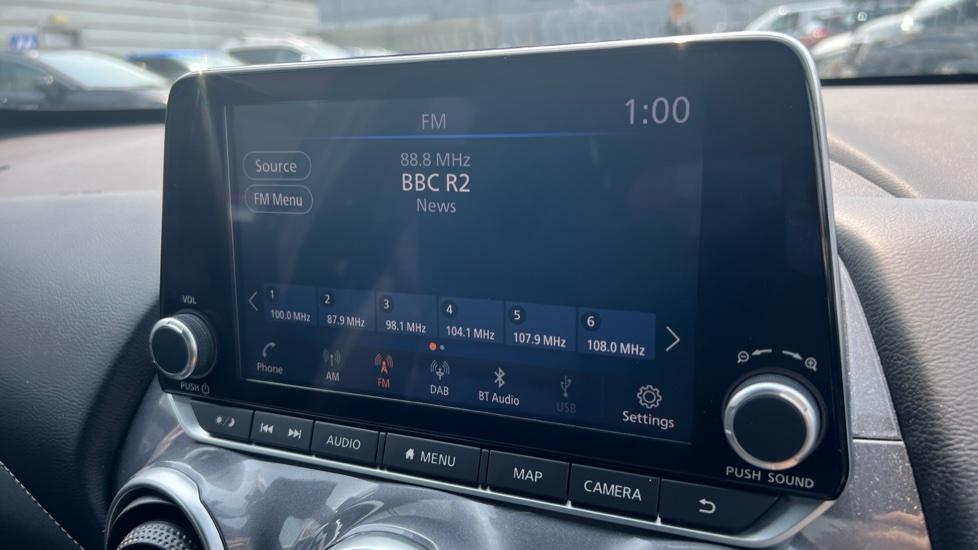 FM
1:00
Source
88.8 MHz
FM Menu
BBC R2
News
1 2 3 4 5 6
100.0 MHz 87.9 MHz 98.1 MHz 104.1 MHz 107.9 MHz 108.0 MHz
VOL
PUSH
Phone AM FM DAB BT Audio USB Settings
PUSH SOUND
AUDIO MENU MAP CAMERA